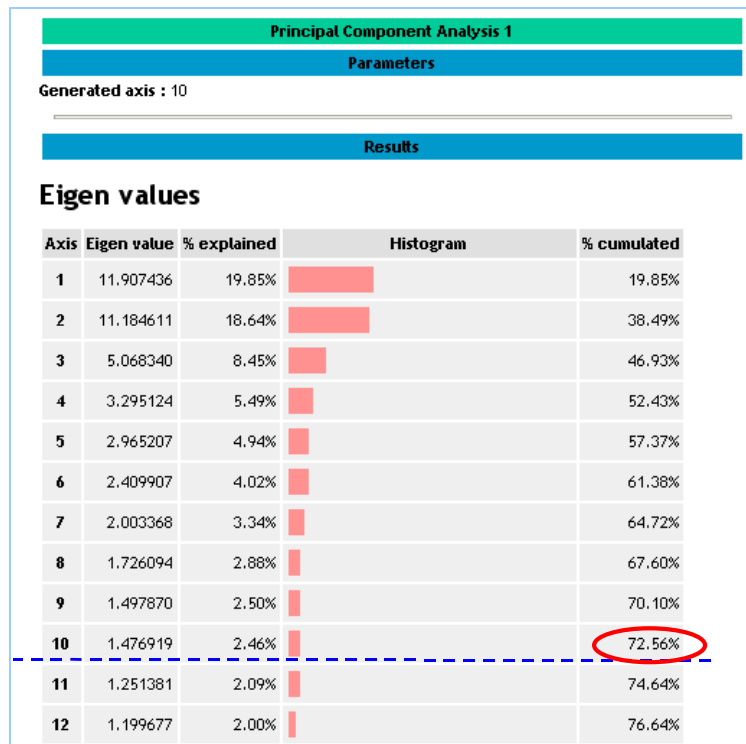 Principal Component Analysis 1
Parameters
Generated axis : 10
Results
Eigen values
Axis Eigen value % explained Histogram % cumulated
1 11.907436 19.85% 19.85%
2 11.184611 18.64% 38.49%
3 5.068340 8.45% 46.93%
4 3.295124 5.49% 52.43%
5 2.965207 4.94% 57.37%
6 2.409907 4.02% 61.38%
7 2.003368 3.34% 64.72%
8 1.726094 2.88% 67.60%
9 1.497870 2.50% 70.10%
10 1.476919 2.46% 72.56%
11 1.251381 2.09% 74.64%
12 1.199677 2.00% 76.64%